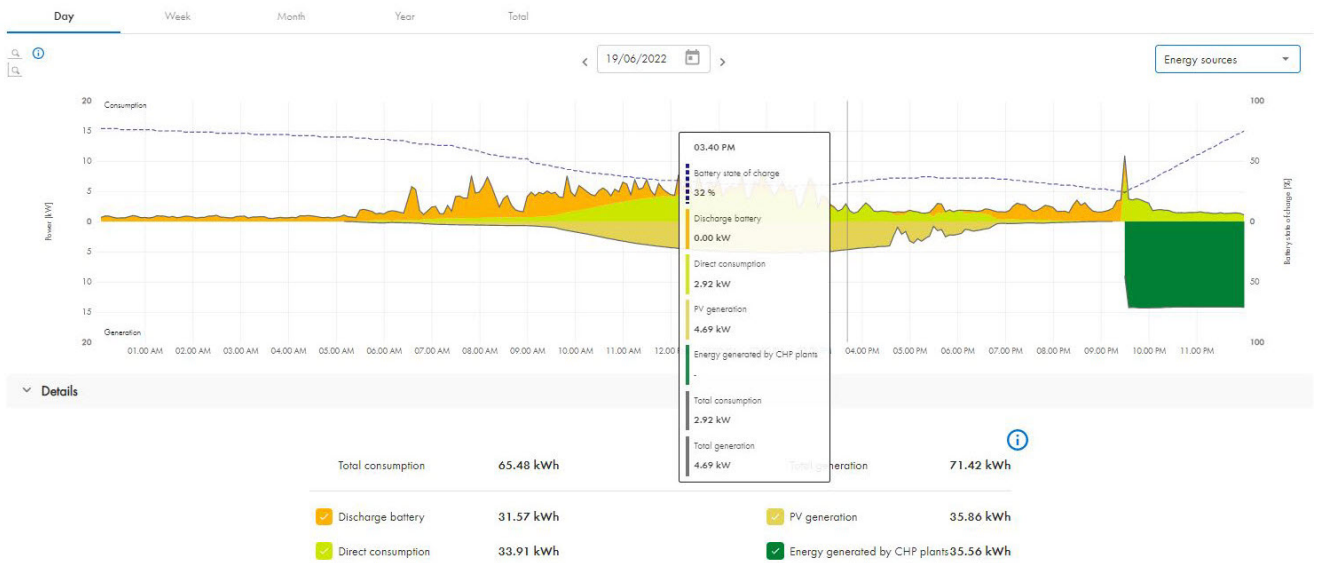 Day Week Month Year Total
19/06/2022
Energy sources
20 Consumption 100
15
10 50
5
0 0
5
10 50
15
Generation
20 100
Power [kW]
Battery state of charge [%]
01.00 AM 02.00 AM 03.00 AM 04.00 AM 05.00 AM 06.00 AM 07.00 AM 08.00 AM 09.00 AM 10.00 AM 11.00 AM 12.00 04.00 PM 05.00 PM 06.00 PM 07.00 PM 08.00 PM 09.00 PM 10.00 PM 11.00 PM
03.40 PM
Battery state of charge
32 %
Discharge battery
0.00 kW
Direct consumption
2.92 kW
PV generation
4.69 kW
Energy generated by CHP plants
-
Total consumption
2.92 kW
Total generation
4.69 kW
Details
Total consumption 65.48 kWh Total generation 71.42 kWh
Discharge battery 31.57 kWh PV generation 35.86 kWh
Direct consumption 33.91 kWh Energy generated by CHP plants 35.56 kWh